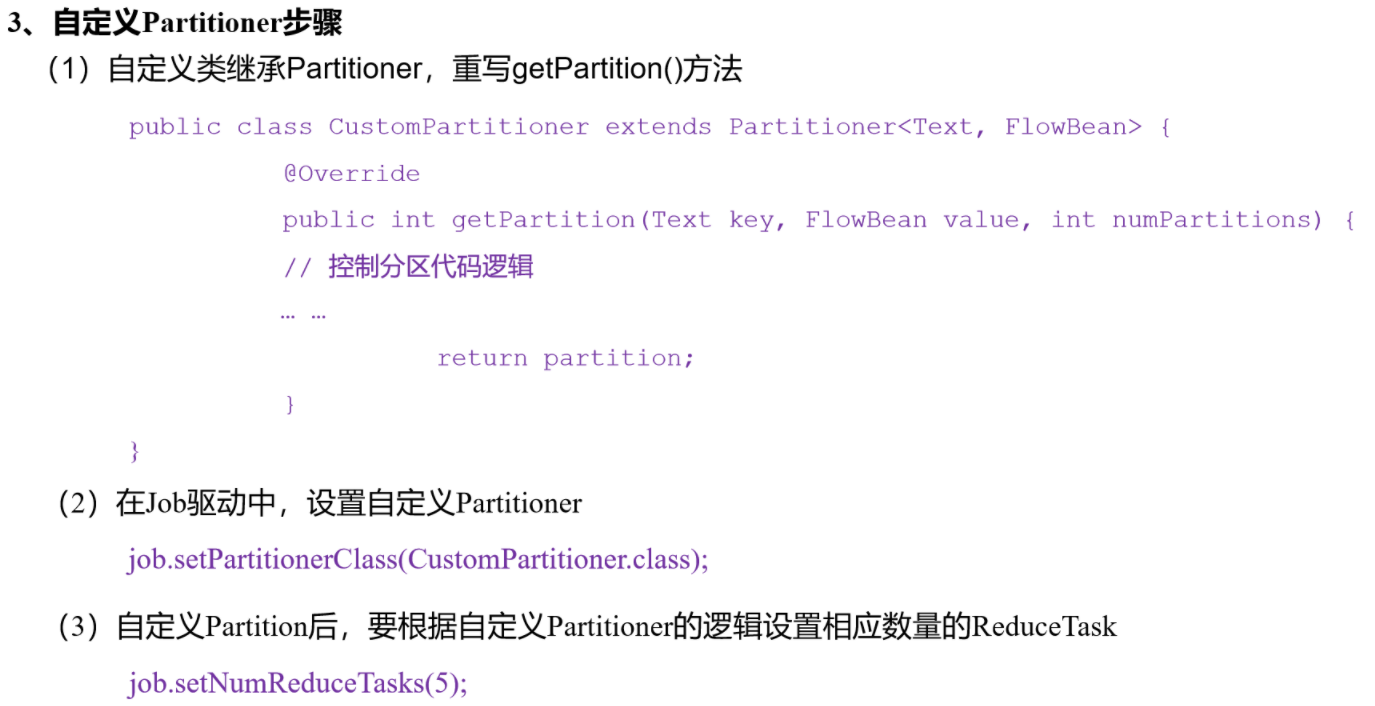 3、自定义Partitioner步骤
（1）自定义类继承Partitioner，重写getPartition()方法
public class CustomPartitioner extends Partitioner<Text, FlowBean> {
@Override
public int getPartition(Text key, FlowBean value, int numPartitions) {
// 控制分区代码逻辑
… …
return partition;
}
}
（2）在Job驱动中，设置自定义Partitioner
job.setPartitionerClass(CustomPartitioner.class);
（3）自定义Partition后，要根据自定义Partitioner的逻辑设置相应数量的ReduceTask
job.setNumReduceTasks(5);